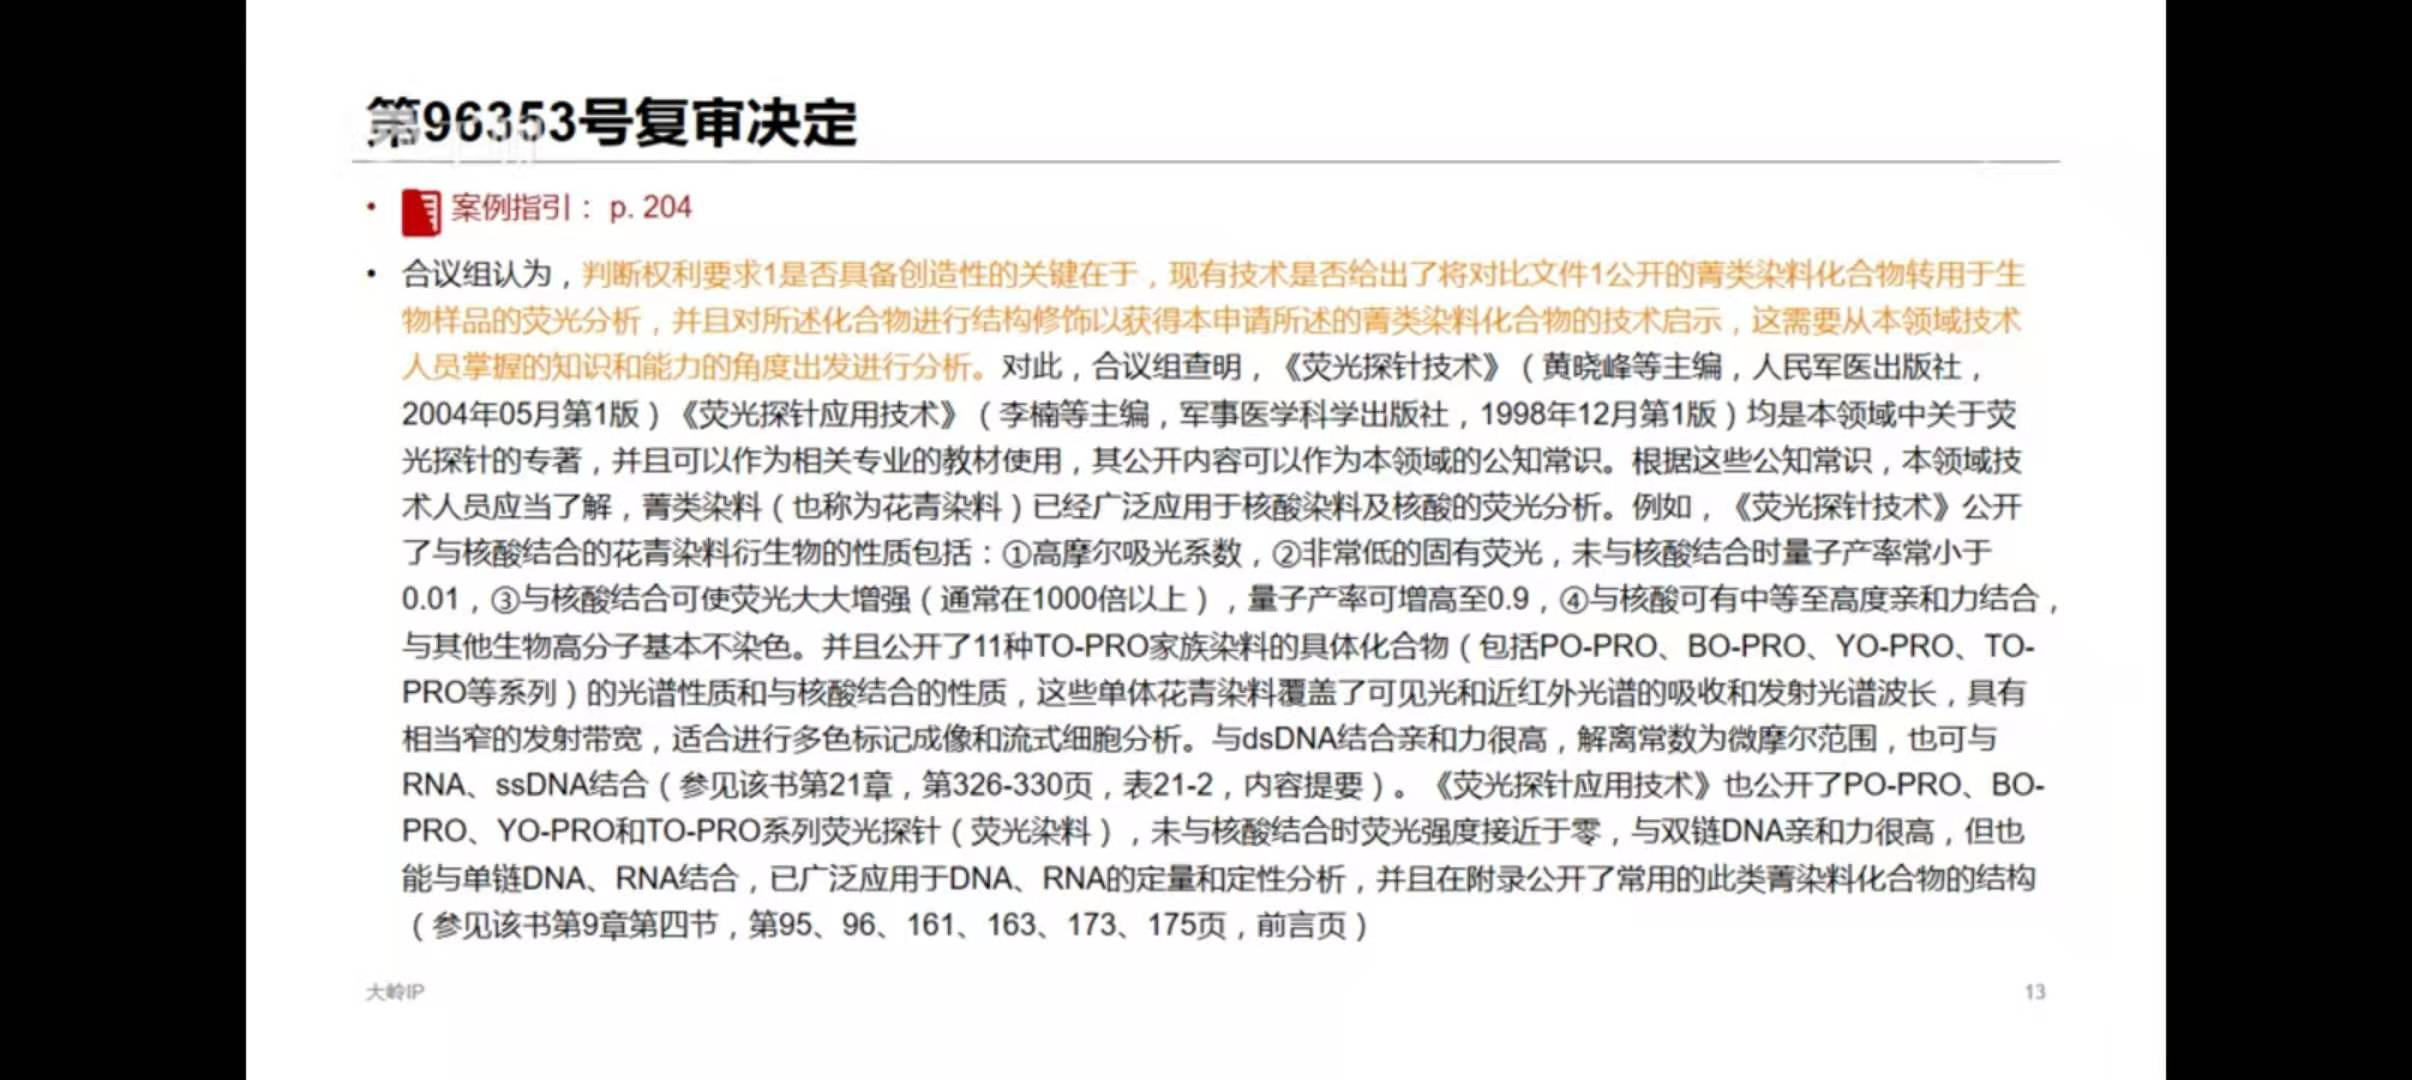 第96353号复审决定
• 案例指引： p. 204
• 合议组认为，判断权利要求1是否具备创造性的关键在于，现有技术是否给出了将对比文件1公开的菁类染料化合物转用于生
物样品的荧光分析，并且对所述化合物进行结构修饰以获得本申请所述的菁类染料化合物的技术启示，这需要从本领域技术
人员掌握的知识和能力的角度出发进行分析。对此，合议组查明，《荧光探针技术》（黄晓峰等主编，人民军医出版社，
2004年05月第1版）《荧光探针应用技术》（李楠等主编，军事医学科学出版社，1998年12月第1版）均是本领域中关于荧
光探针的专著，并且可以作为相关专业的教材使用，其公开内容可以作为本领域的公知常识。根据这些公知常识，本领域技
术人员应当了解，菁类染料（也称为花青染料）已经广泛应用于核酸染料及核酸的荧光分析。例如，《荧光探针技术》公开
了与核酸结合的花青染料衍生物的性质包括：①高摩尔吸光系数，②非常低的固有荧光，未与核酸结合时量子产率常小于
0.01，③与核酸结合可使荧光大大增强（通常在1000倍以上），量子产率可增高至0.9，④与核酸可有中等至高度亲和力结合，
与其他生物高分子基本不染色。并且公开了11种TO-PRO家族染料的具体化合物（包括PO-PRO、BO-PRO、YO-PRO、TO-
PRO等系列）的光谱性质和与核酸结合的性质，这些单体花青染料覆盖了可见光和近红外光谱的吸收和发射光谱波长，具有
相当窄的发射带宽，适合进行多色标记成像和流式细胞分析。与dsDNA结合亲和力很高，解离常数为微摩尔范围，也可与
RNA、ssDNA结合（参见该书第21章，第326-330页，表21-2，内容提要）。《荧光探针应用技术》也公开了PO-PRO、BO-
PRO、YO-PRO和TO-PRO系列荧光探针（荧光染料），未与核酸结合时荧光强度接近于零，与双链DNA亲和力很高，但也
能与单链DNA、RNA结合，已广泛应用于DNA、RNA的定量和定性分析，并且在附录公开了常用的此类菁染料化合物的结构
（参见该书第9章第四节，第95、96、161、163、173、175页，前言页）
大岭IP
13